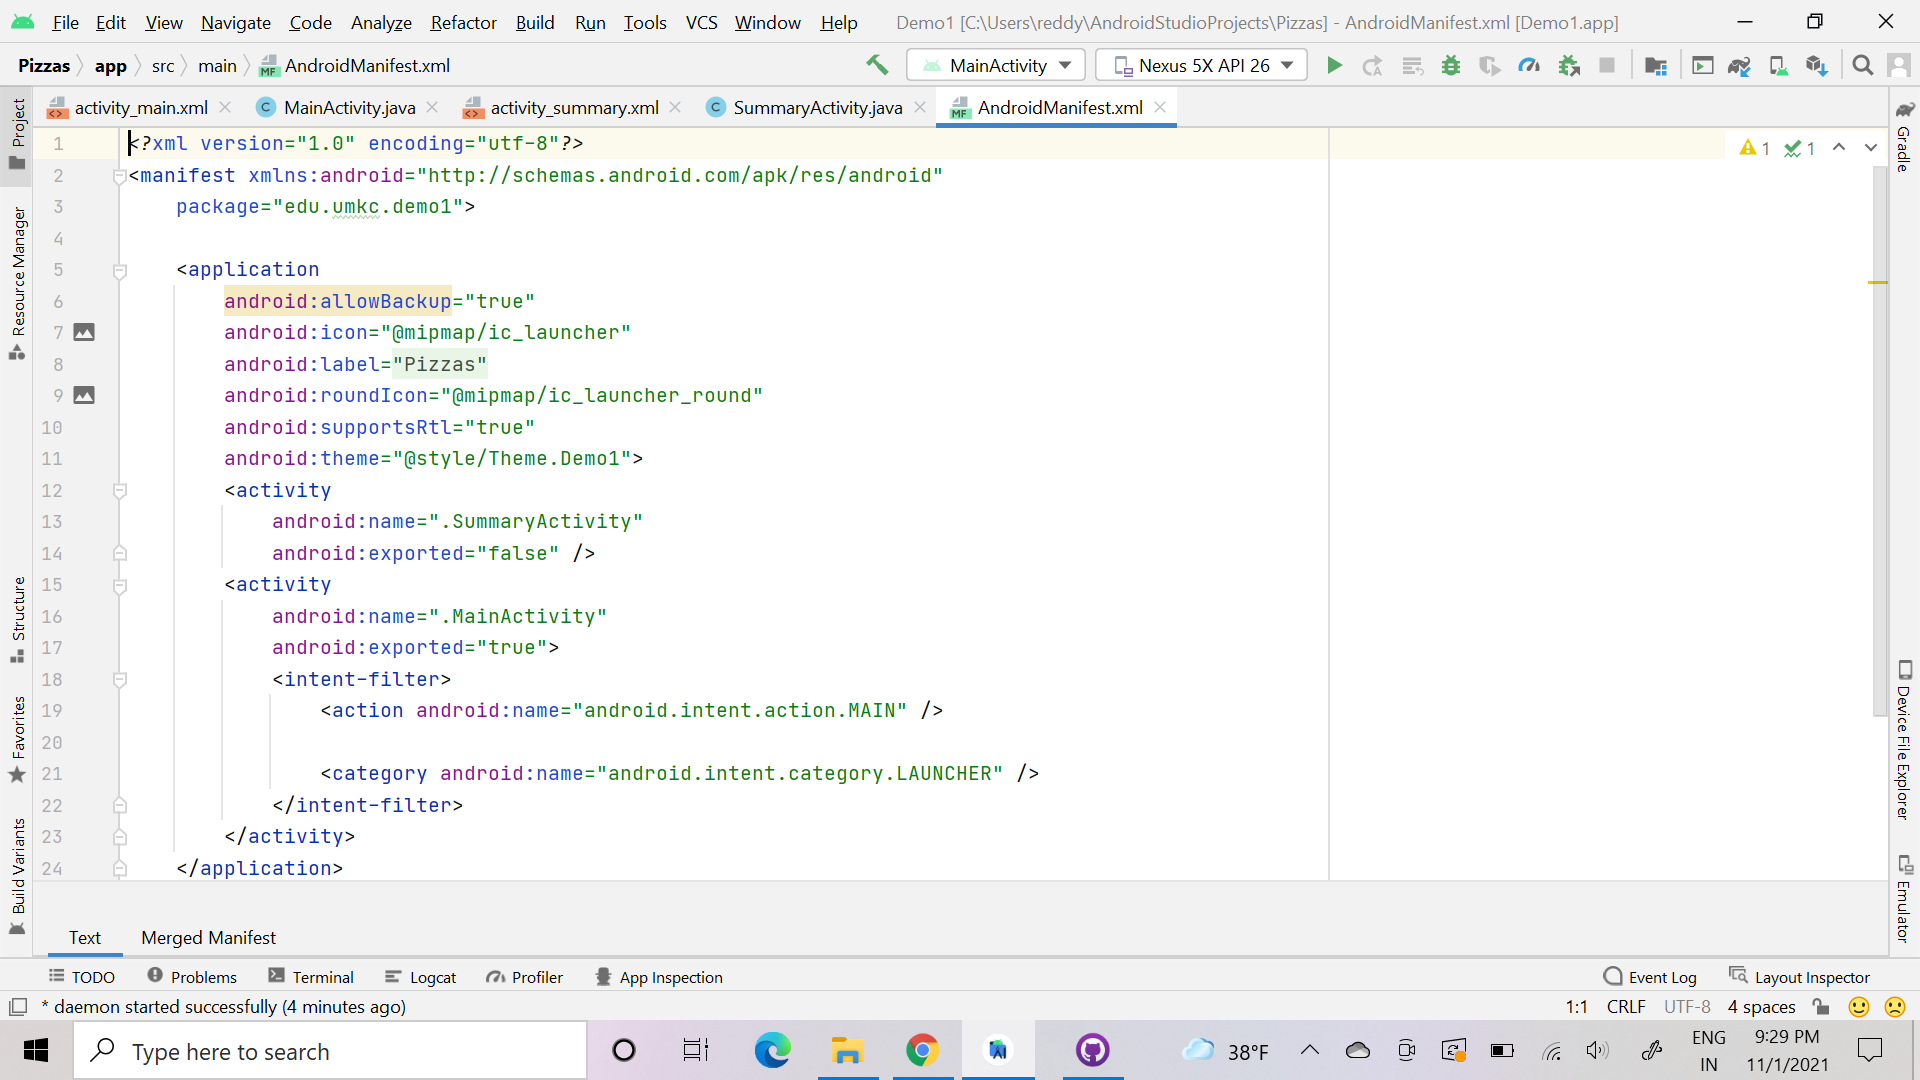 File Edit View Navigate Code Analyze Refactor Build Run Tools VCS Window Help Demo1 [C:\Users\reddy\AndroidStudioProjects\Pizzas] - AndroidManifest.xml [Demo1.app]
Pizzas app src main MF AndroidManifest.xml MainActivity Nexus 5X API 26
activity_main.xml C MainActivity.java activity_summary.xml C SummaryActivity.java MF AndroidManifest.xml
1 <?xml version="1.0" encoding="utf-8"?> 1 1
2 <manifest xmlns:android="http://schemas.android.com/apk/res/android"
3 package="edu.umkc.demo1">
4
5 <application
6 android:allowBackup="true"
7 android:icon="@mipmap/ic_launcher"
8 android:label="Pizzas"
9 android:roundIcon="@mipmap/ic_launcher_round"
10 android:supportsRtl="true"
11 android:theme="@style/Theme.Demo1">
12 <activity
13 android:name=".SummaryActivity"
14 android:exported="false" />
15 <activity
16 android:name=".MainActivity"
17 android:exported="true">
18 <intent-filter>
19 <action android:name="android.intent.action.MAIN" />
20
21 <category android:name="android.intent.category.LAUNCHER" />
22 </intent-filter>
23 </activity>
24 </application>
Project
Resource Manager
Structure
Favorites
Build Variants
Gradle
Device File Explorer
Emulator
Text Merged Manifest
TODO Problems Terminal Logcat Profiler App Inspection Event Log Layout Inspector
* daemon started successfully (4 minutes ago) 1:1 CRLF UTF-8 4 spaces
Type here to search 38°F ENG 9:29 PM
IN 11/1/2021